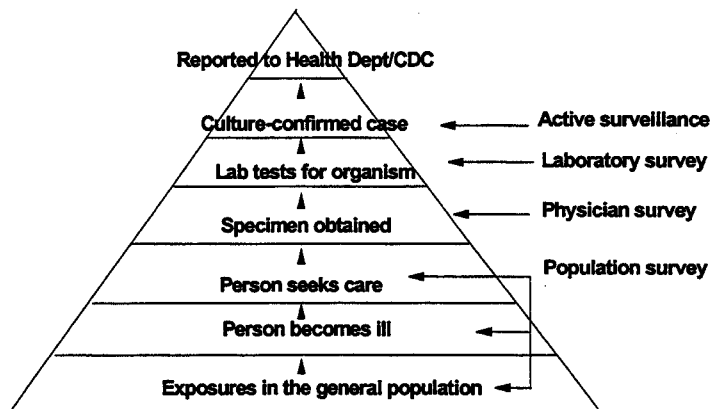 Reported to Health Dept/CDC
Culture-confirmed case
Active surveillance
Lab tests for organism
Laboratory survey
Specimen obtained
Physician survey
Person seeks care
Population survey
Person becomes ill
Exposures in the general population